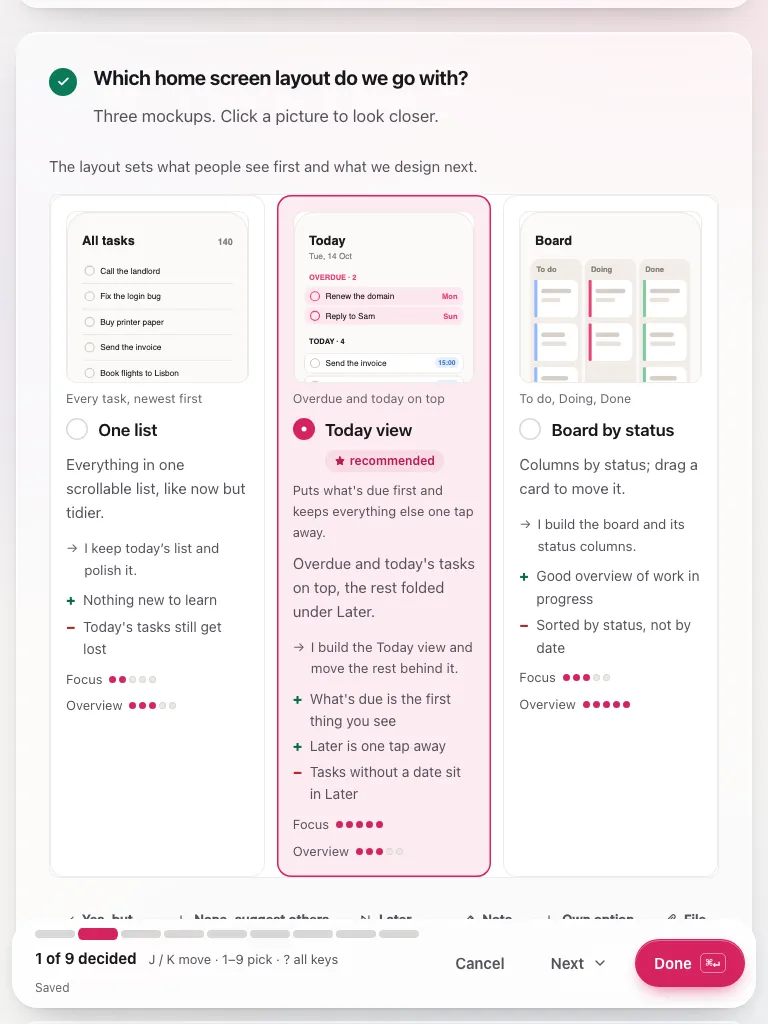 Which home screen layout do we go with?
Three mockups. Click a picture to look closer.
The layout sets what people see first and what we design next.
All tasks 140
Call the landlord
Fix the login bug
Buy printer paper
Send the invoice
Book flights to Lisbon
Every task, newest first
One list
Everything in one
scrollable list, like now but
tidier.
→ I keep today's list and
polish it.
+ Nothing new to learn
− Today's tasks still get
lost
Focus
Overview
Today
Tue, 14 Oct
OVERDUE · 2
Renew the domain Mon
Reply to Sam Sun
TODAY · 4
Send the invoice 15:00
Overdue and today on top
Today view
★ recommended
Puts what's due first and
keeps everything else one tap
away.
Overdue and today's tasks
on top, the rest folded
under Later.
→ I build the Today view and
move the rest behind it.
+ What's due is the first
thing you see
+ Later is one tap away
− Tasks without a date sit
in Later
Focus
Overview
Board
To do Doing Done
To do, Doing, Done
Board by status
Columns by status; drag a
card to move it.
→ I build the board and its
status columns.
+ Good overview of work in
progress
− Sorted by status, not by
date
Focus
Overview
Yes, but None, suggest others Later Note Own option File
1 of 9 decided J / K move · 1–9 pick · ? all keys
Saved
Cancel Next Done ⌘↵